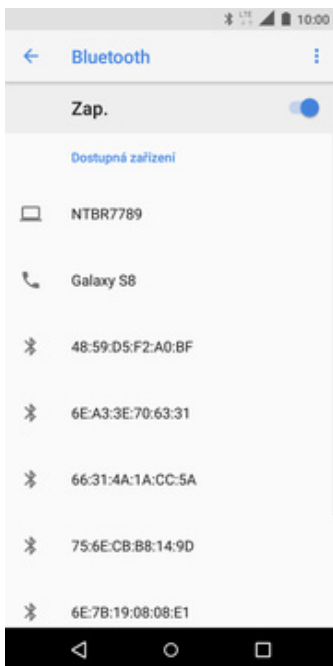 LTE 10:00
Bluetooth
Zap.
Dostupná zařízení
NTBR7789
Galaxy S8
48:59:D5:F2:A0:BF
6E:A3:3E:70:63:31
66:31:4A:1A:CC:5A
75:6E:CB:B8:14:9D
6E:7B:19:08:08:E1